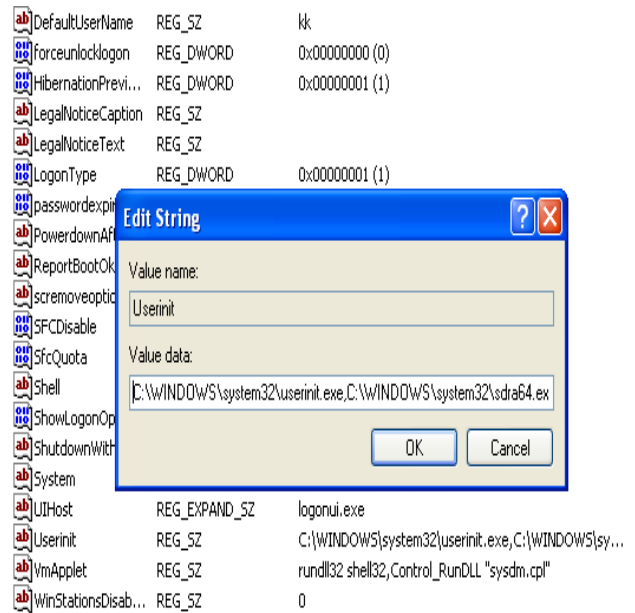 DefaultUserName REG_SZ kk
forceunlocklogon REG_DWORD 0x00000000 (0)
HibernationPrevi... REG_DWORD 0x00000001 (1)
LegalNoticeCaption REG_SZ
LegalNoticeText REG_SZ
LogonType REG_DWORD 0x00000001 (1)
passwordexpir
PowerdownAft
ReportBootOk
scremoveoptio
SFCDisable
SfcQuota
Shell
ShowLogonOp
ShutdownWith
System
Edit String
Value name:
Userinit
Value data:
C:\WINDOWS\system32\userinit.exe,C:\WINDOWS\system32\sdra64.ex
OK Cancel
UIHost REG_EXPAND_SZ logonui.exe
Userinit REG_SZ C:\WINDOWS\system32\userinit.exe,C:\WINDOWS\sy...
VmApplet REG_SZ rundll32 shell32,Control_RunDLL "sysdm.cpl"
WinStationsDisab... REG_SZ 0